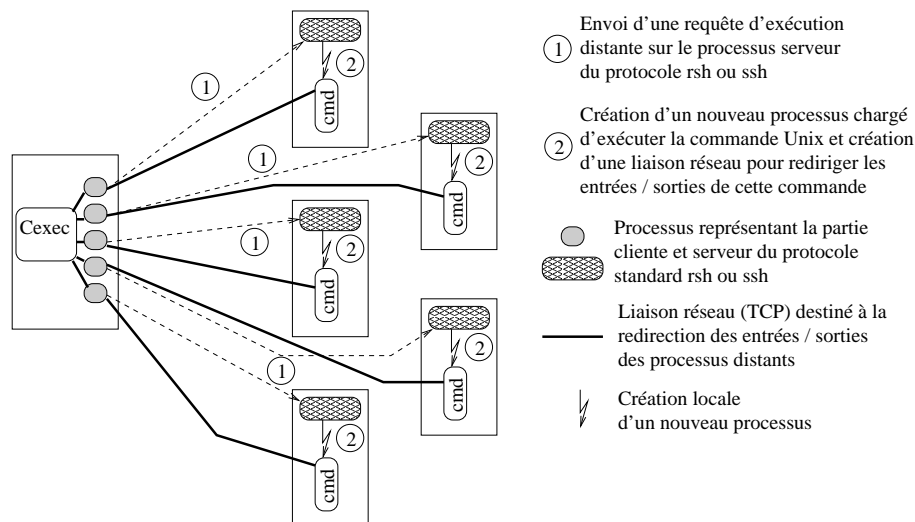 Cexec
1
2
cmd
1
2
cmd
1
2
cmd
2
cmd
1
2
cmd
Envoi d'une requête d'exécution
1
distante sur le processus serveur
du protocole rsh ou ssh
Création d'un nouveau processus chargé
2
d'exécuter la commande Unix et création
d'une liaison réseau pour rediriger les
entrées / sorties de cette commande
Processus représentant la partie
cliente et serveur du protocole
standard rsh ou ssh
Liaison réseau (TCP) destiné à la
redirection des entrées / sorties
des processus distants
Création locale
d'un nouveau processus